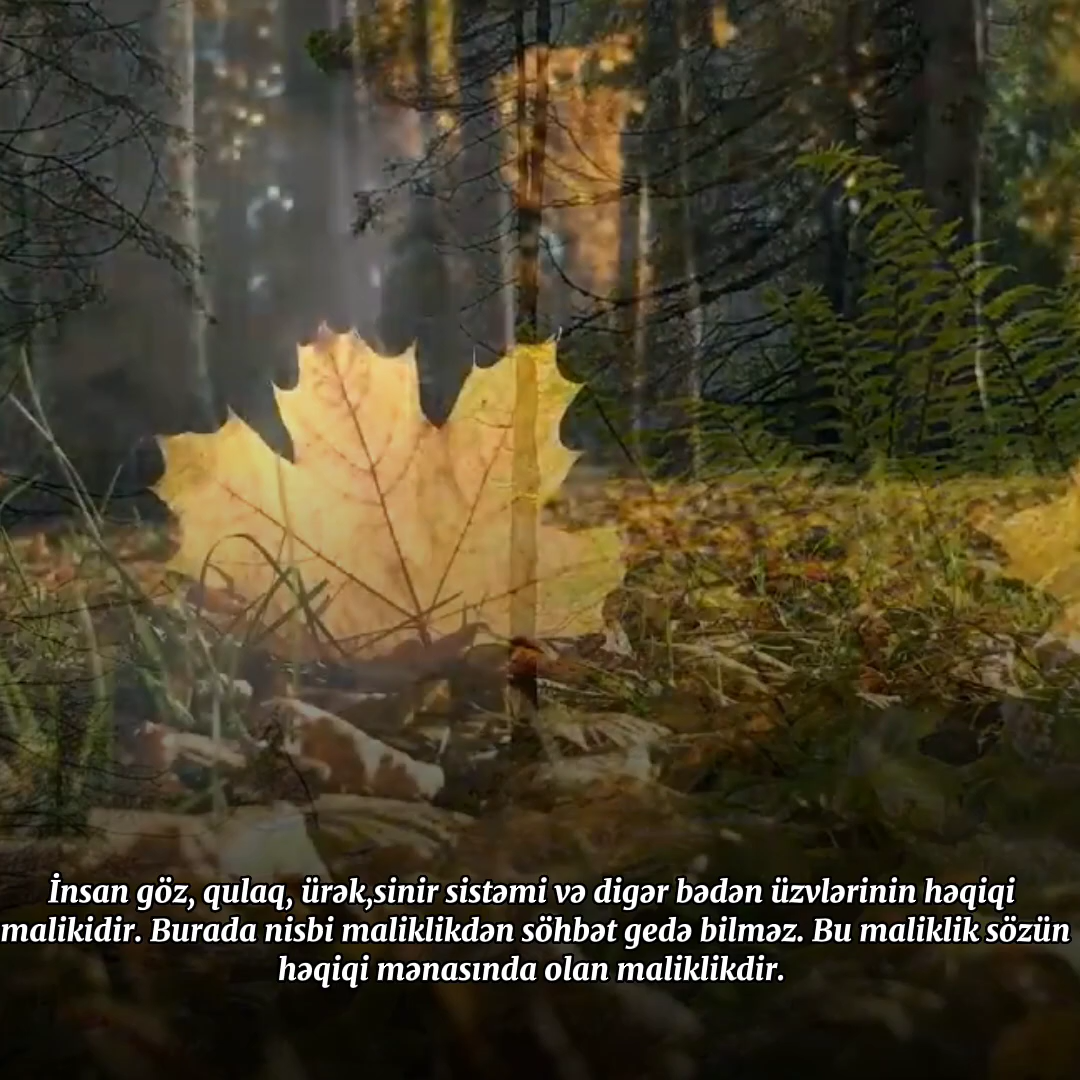 İnsan göz, qulaq, ürək,sinir sistəmi və digər bədən üzvlərinin həqiqi
malikidir. Burada nisbi maliklikdən söhbət gedə bilməz. Bu maliklik sözün
həqiqi mənasında olan maliklikdir.